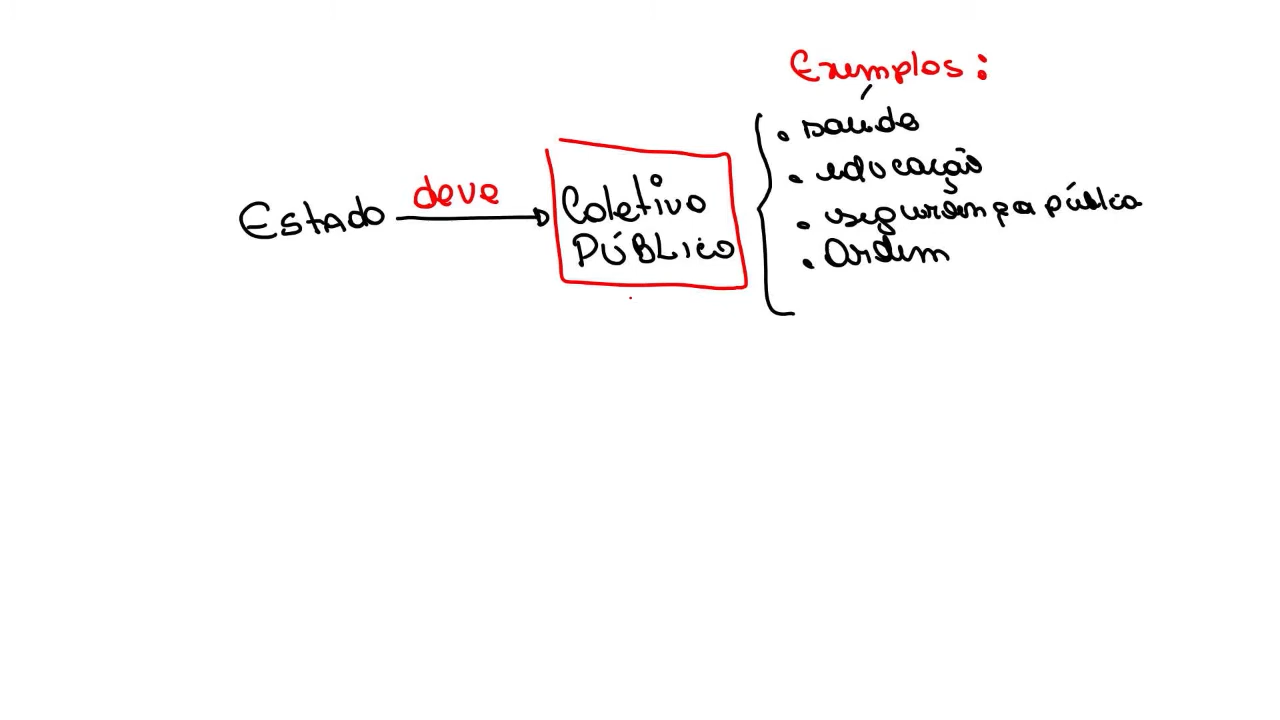 Exemplos:
• saúde
• educação
• segurança pública
• Ordem
deve
Estado
Coletivo
PÚBLICO